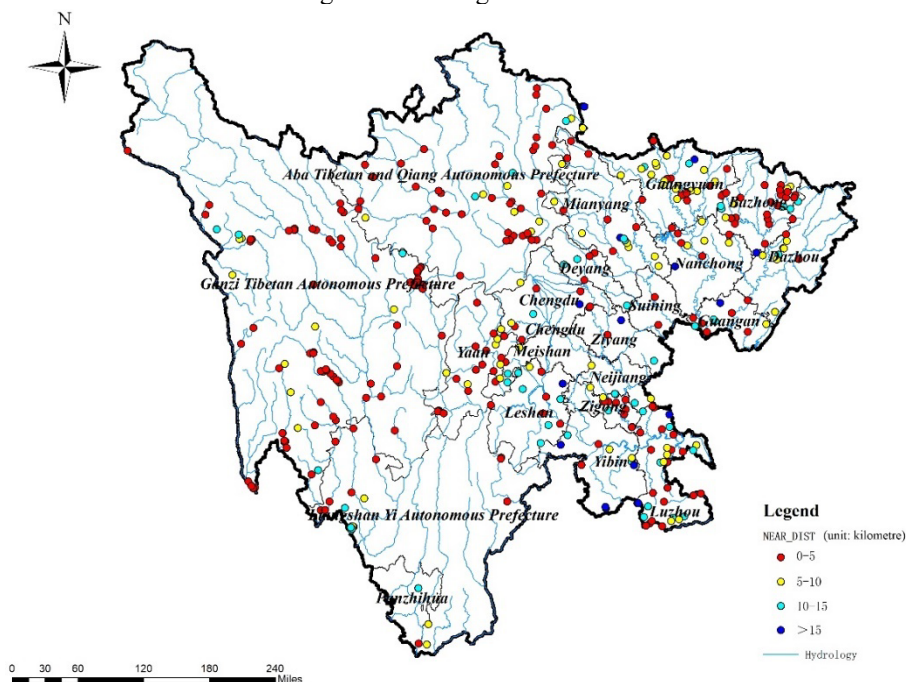 N
Aba Tibetan and Qiang Autonomous Prefecture
Guangyuan
Mianyang
Bazhong
Deyang
Nanchong
Dazhou
Ganzi Tibetan Autonomous Prefecture
Chengdu
Suining
Guangan
Chengdu
Ziyang
Yaan
Meishan
Neijiang
Leshan
Zigong
Yibin
Liangshan Yi Autonomous Prefecture
Luzhou
Panzhihua
Legend
NEAR_DIST (unit: kilometre)
0-5
5-10
10-15
>15
Hydrology
0 15 30 60 120 180 240
Miles